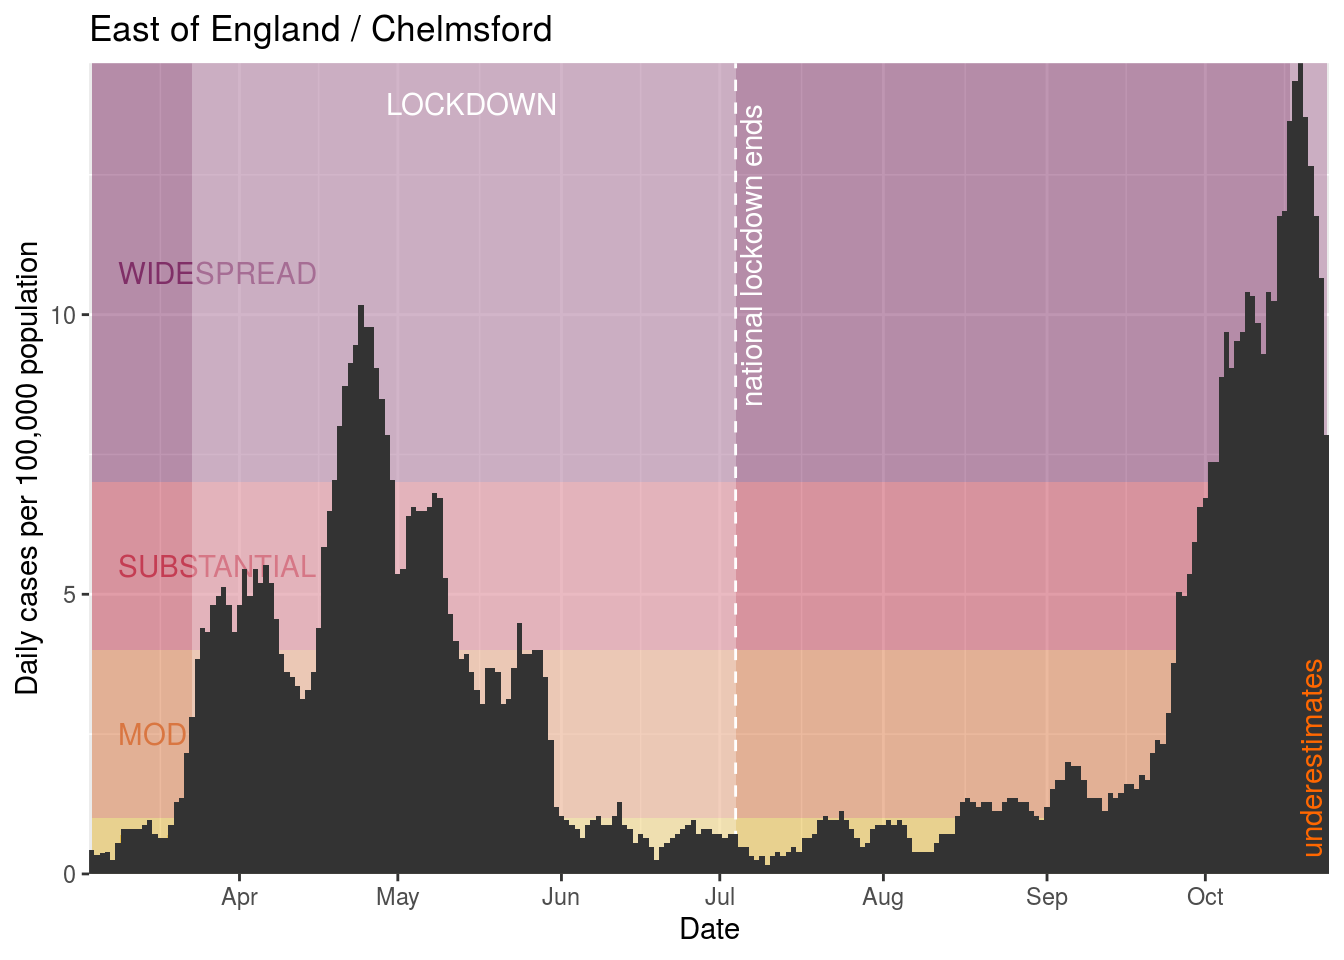 East of England / Chelmsford
LOCKDOWN
national lockdown ends
WIDESPREAD
SUBSTANTIAL
MOD
underestimates
Daily cases per 100,000 population
10
5
0
Apr
May
Jun
Jul
Aug
Sep
Oct
Date